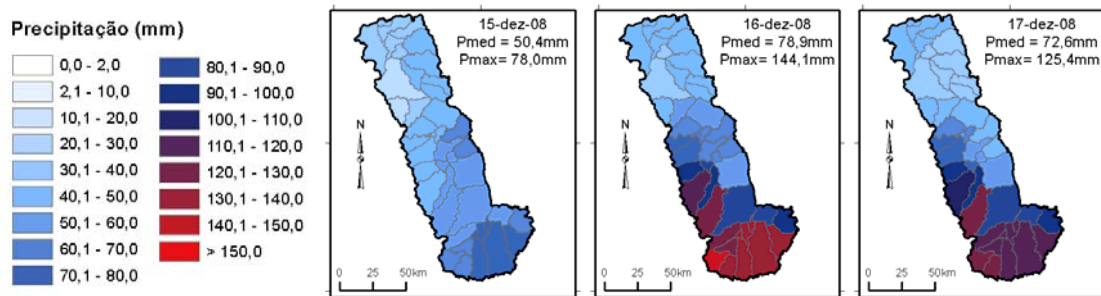 Precipitação (mm)
0,0 - 2,0
2,1 - 10,0
10,1 - 20,0
20,1 - 30,0
30,1 - 40,0
40,1 - 50,0
50,1 - 60,0
60,1 - 70,0
70,1 - 80,0
80,1 - 90,0
90,1 - 100,0
100,1 - 110,0
110,1 - 120,0
120,1 - 130,0
130,1 - 140,0
140,1 - 150,0
> 150,0
15-dez-08
Pmed = 50,4mm
Pmax= 78,0mm
N
0 25 50km
16-dez-08
Pmed = 78,9mm
Pmax= 144,1mm
N
0 25 50km
17-dez-08
Pmed = 72,6mm
Pmax= 125,4mm
N
0 25 50km